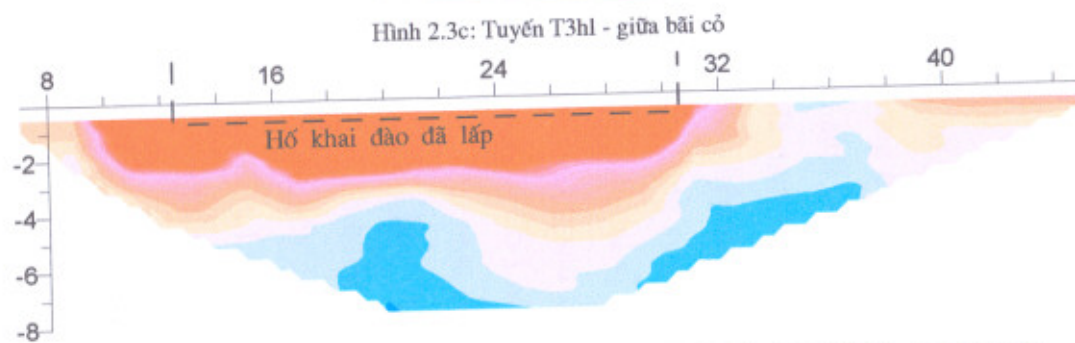 Hình 2.3c: Tuyến T3hl - giữa bãi cỏ
8 16 24 32 40
Hố khai đào đã lấp
-2
-4
-6
-8